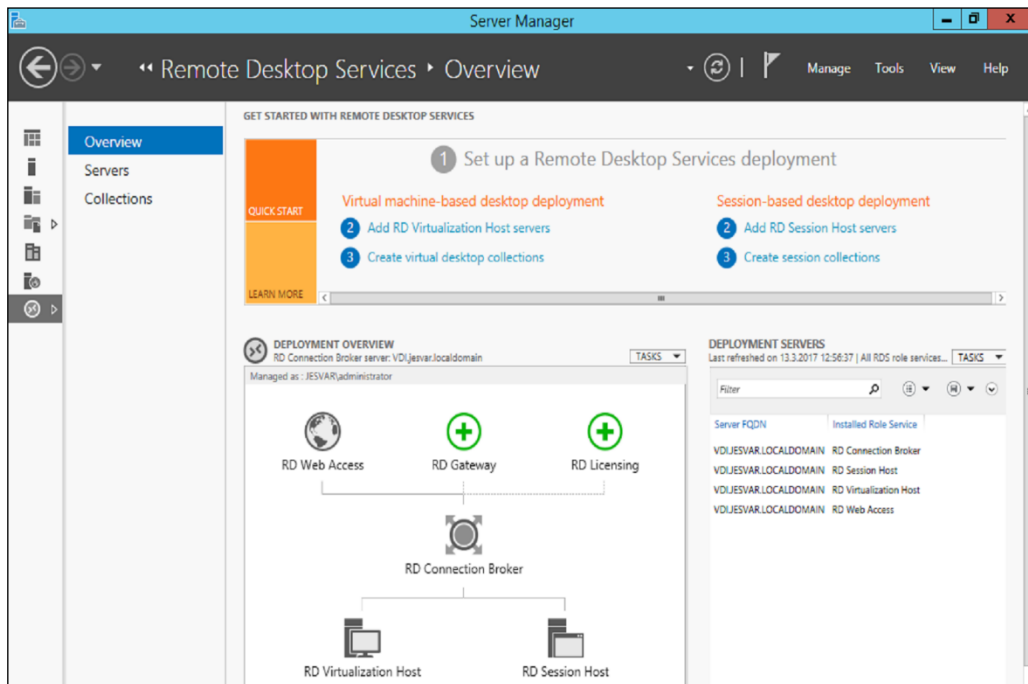 Server Manager
Remote Desktop Services Overview
Manage Tools View Help
Overview
Servers
Collections
GET STARTED WITH REMOTE DESKTOP SERVICES
QUICK START
LEARN MORE
1 Set up a Remote Desktop Services deployment
Virtual machine-based desktop deployment
2 Add RD Virtualization Host servers
3 Create virtual desktop collections
Session-based desktop deployment
2 Add RD Session Host servers
3 Create session collections
DEPLOYMENT OVERVIEW
RD Connection Broker server: VDI.jesvar.localdomain
TASKS
Managed as : JESVAR\administrator
RD Web Access
RD Gateway
RD Licensing
RD Connection Broker
RD Virtualization Host
RD Session Host
DEPLOYMENT SERVERS
Last refreshed on 13.3.2017 12:56:37 | All RDS role services...
TASKS
Filter
Server FQDN Installed Role Service
VDI.JESVAR.LOCALDOMAIN RD Connection Broker
VDI.JESVAR.LOCALDOMAIN RD Session Host
VDI.JESVAR.LOCALDOMAIN RD Virtualization Host
VDI.JESVAR.LOCALDOMAIN RD Web Access